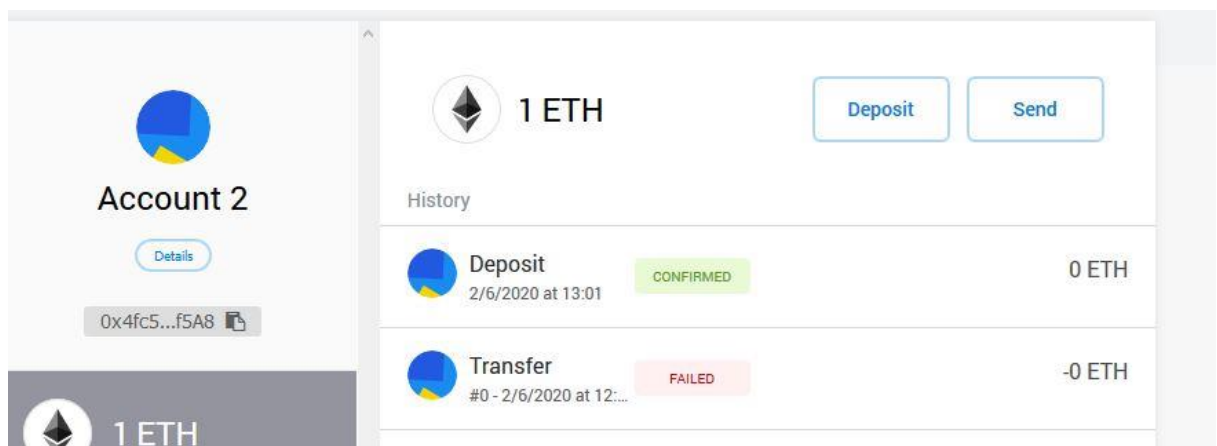 Account 2
Details
0x4fc5...f5A8
1 ETH
1 ETH
Deposit
Send
History
Deposit
2/6/2020 at 13:01
CONFIRMED
0 ETH
Transfer
#0 - 2/6/2020 at 12:...
FAILED
-0 ETH